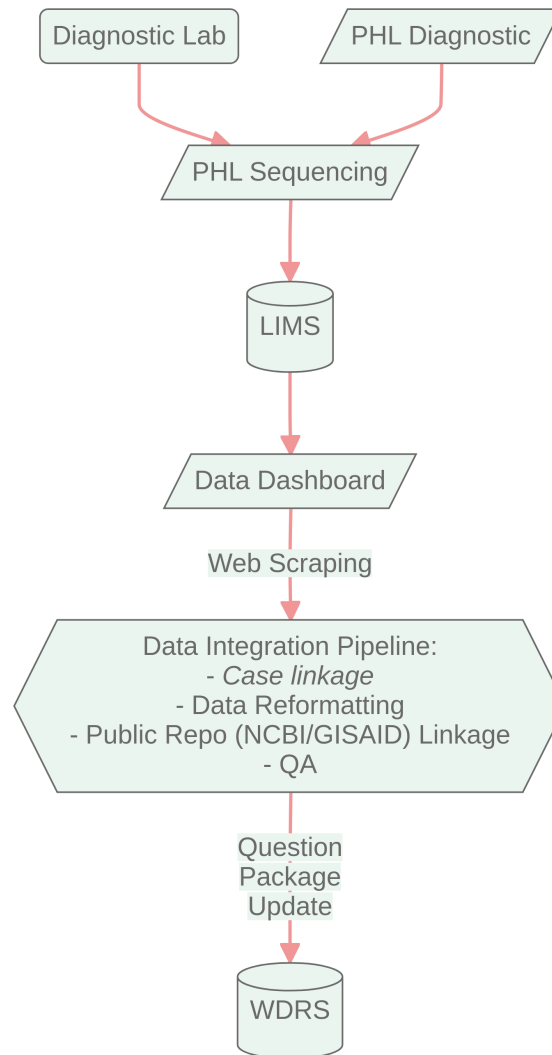 Diagnostic Lab
PHL Diagnostic
PHL Sequencing
LIMS
Data Dashboard
Web Scraping
Data Integration Pipeline:
- Case linkage
- Data Reformatting
- Public Repo (NCBI/GISAID) Linkage
- QA
Question
Package
Update
WDRS